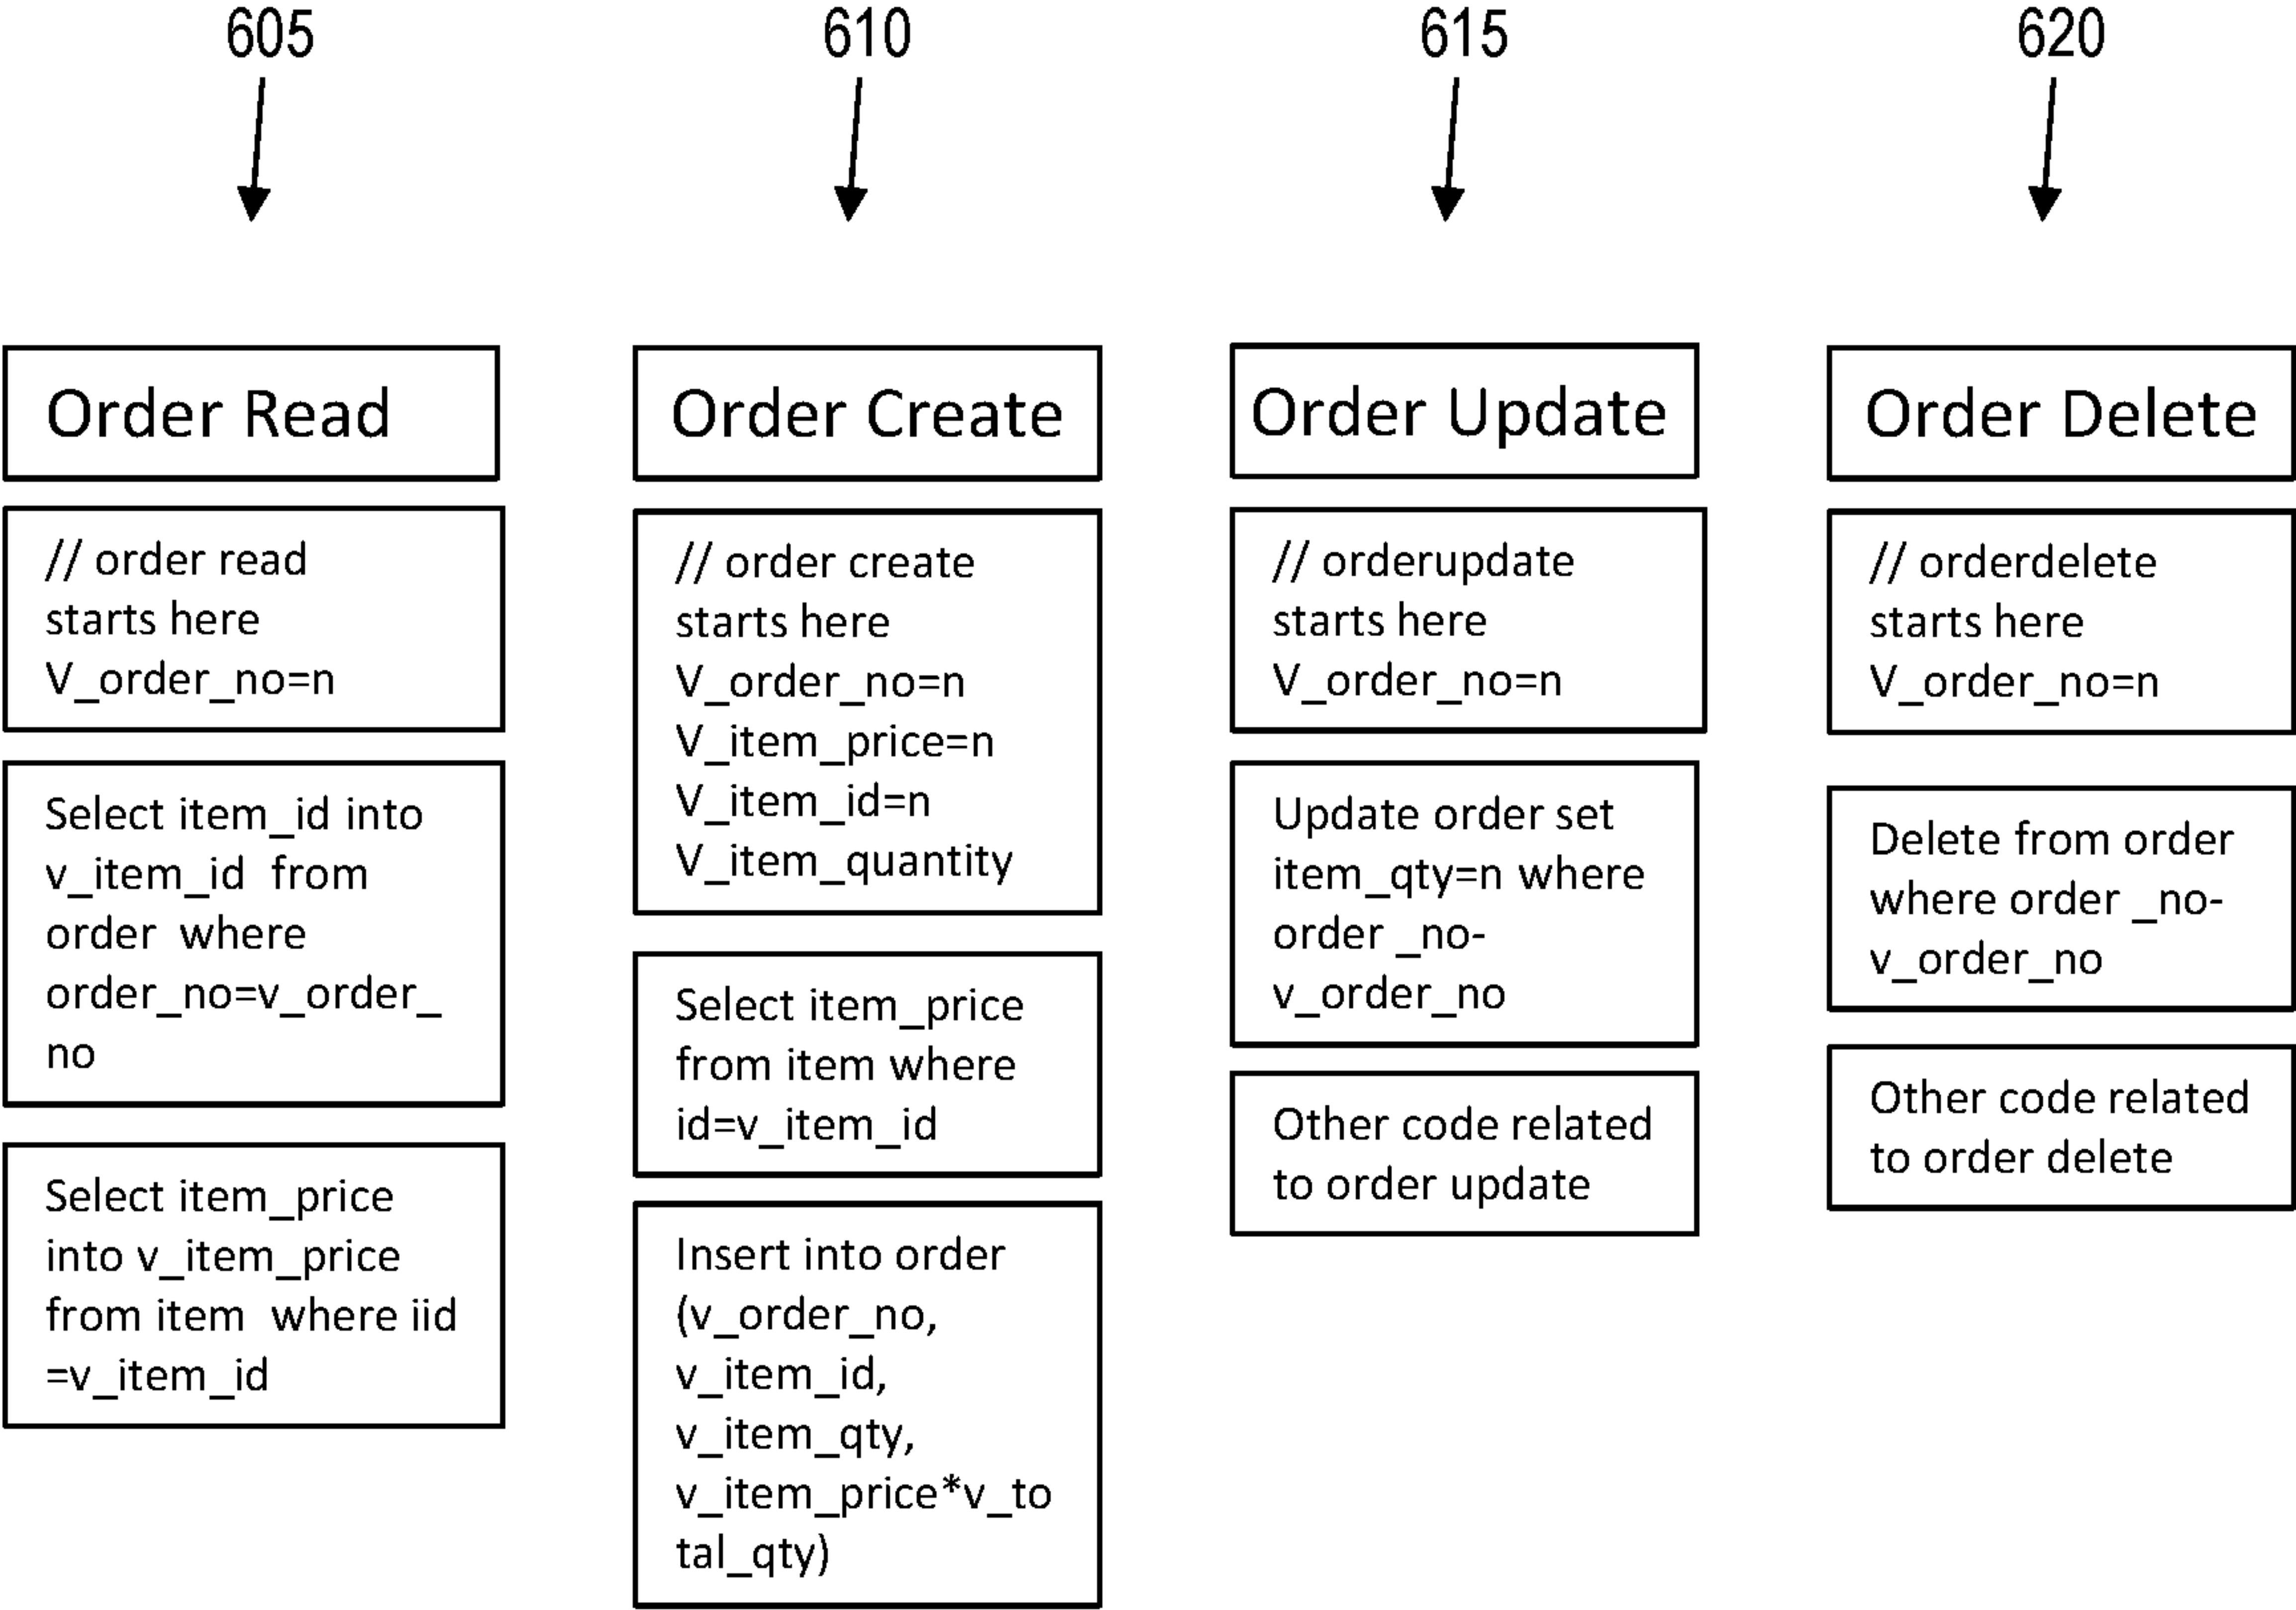 605
610
615
620
Order Read
// order read
starts here
V_order_no=n
Select item_id into
v_item_id  from
order  where
order_no=v_order_
no
Select item_price
into v_item_price
from item  where iid
=v_item_id
Order Create
// order create
starts here
V_order_no=n
V_item_price=n
V_item_id=n
V_item_quantity
Select item_price
from item where
id=v_item_id
Insert into order
(v_order_no,
v_item_id,
v_item_qty,
v_item_price*v_to
tal_qty)
Order Update
// orderupdate
starts here
V_order_no=n
Update order set
item_qty=n where
order _no-
v_order_no
Other code related
to order update
Order Delete
// orderdelete
starts here
V_order_no=n
Delete from order
where order _no-
v_order_no
Other code related
to order delete